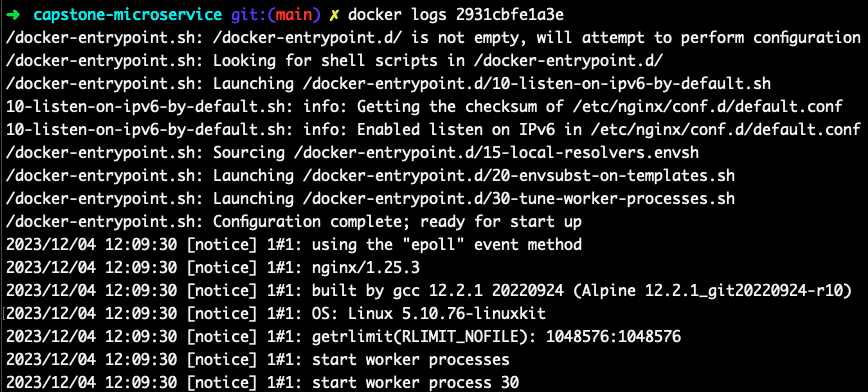 ➜ capstone-microservice git:(main) ✗ docker logs 2931cbfe1a3e
/docker-entrypoint.sh: /docker-entrypoint.d/ is not empty, will attempt to perform configuration
/docker-entrypoint.sh: Looking for shell scripts in /docker-entrypoint.d/
/docker-entrypoint.sh: Launching /docker-entrypoint.d/10-listen-on-ipv6-by-default.sh
10-listen-on-ipv6-by-default.sh: info: Getting the checksum of /etc/nginx/conf.d/default.conf
10-listen-on-ipv6-by-default.sh: info: Enabled listen on IPv6 in /etc/nginx/conf.d/default.conf
/docker-entrypoint.sh: Sourcing /docker-entrypoint.d/15-local-resolvers.envsh
/docker-entrypoint.sh: Launching /docker-entrypoint.d/20-envsubst-on-templates.sh
/docker-entrypoint.sh: Launching /docker-entrypoint.d/30-tune-worker-processes.sh
/docker-entrypoint.sh: Configuration complete; ready for start up
2023/12/04 12:09:30 [notice] 1#1: using the "epoll" event method
2023/12/04 12:09:30 [notice] 1#1: nginx/1.25.3
2023/12/04 12:09:30 [notice] 1#1: built by gcc 12.2.1 20220924 (Alpine 12.2.1_git20220924-r10)
2023/12/04 12:09:30 [notice] 1#1: OS: Linux 5.10.76-linuxkit
2023/12/04 12:09:30 [notice] 1#1: getrlimit(RLIMIT_NOFILE): 1048576:1048576
2023/12/04 12:09:30 [notice] 1#1: start worker processes
2023/12/04 12:09:30 [notice] 1#1: start worker process 30